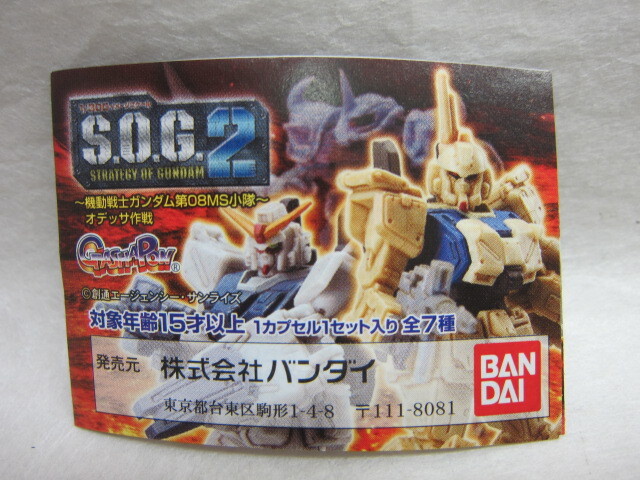 S.O.G.2
STRATEGY OF GUNDAM
～機動戦士ガンダム第08MS小隊～
オデッサ作戦
GASHAPON®
©創通エージェンシー・サンライズ
対象年齢15才以上 1カプセル1セット入り 全7種
発売元 株式会社バンダイ
東京都台東区駒形1-4-8 〒111-8081
BAN
DAI